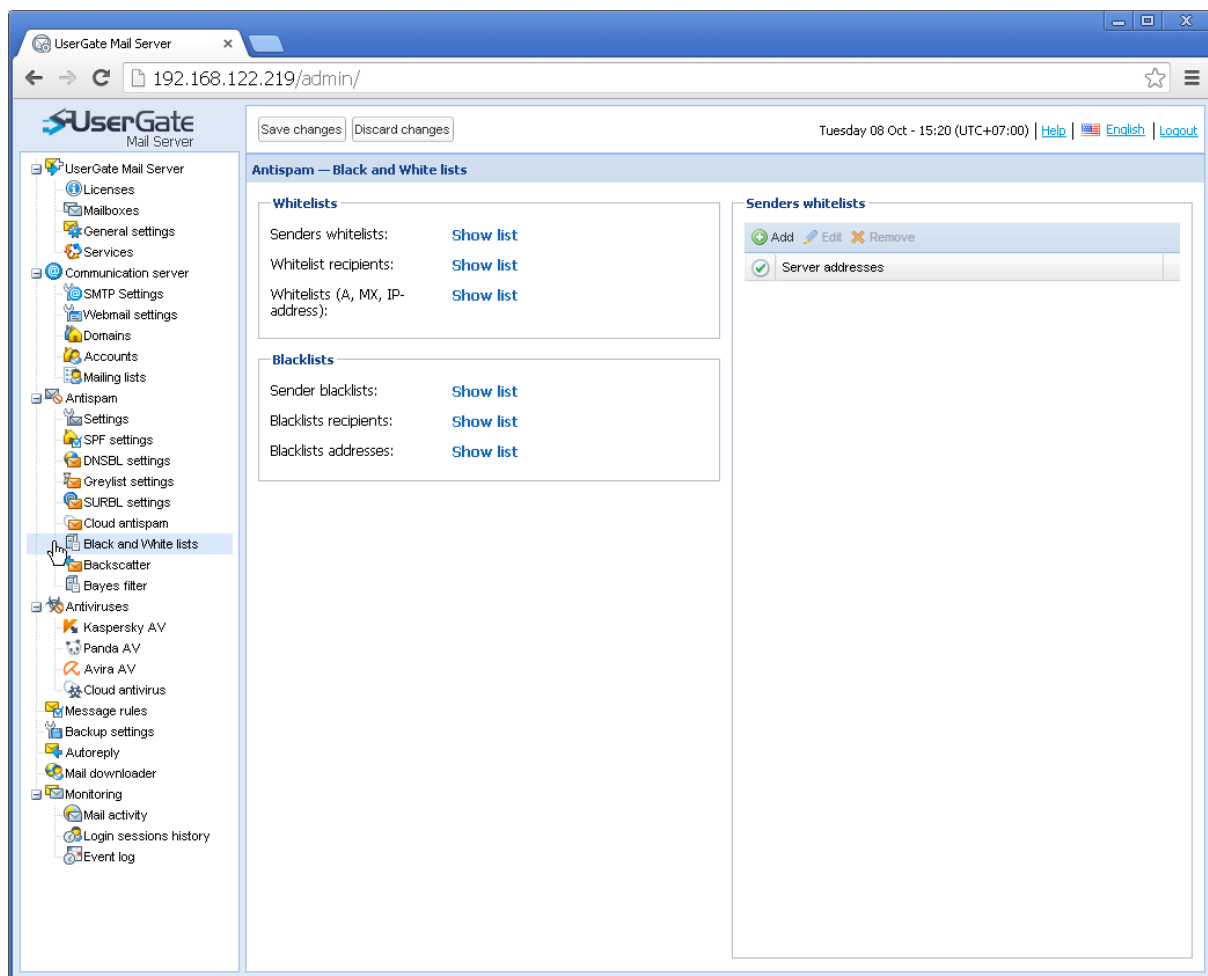 UserGate Mail Server
192.168.122.219/admin/
UserGate
Mail Server
Save changes
Discard changes
Tuesday 08 Oct - 15:20 (UTC+07:00) | Help | English | Logout
UserGate Mail Server
Licenses
Mailboxes
General settings
Services
Communication server
SMTP Settings
Webmail settings
Domains
Accounts
Mailing lists
Antispam
Settings
SPF settings
DNSBL settings
Greylist settings
SURBL settings
Cloud antispam
Black and White lists
Backscatter
Bayes filter
Antiviruses
Kaspersky AV
Panda AV
Avira AV
Cloud antivirus
Message rules
Backup settings
Autoreply
Mail downloader
Monitoring
Mail activity
Login sessions history
Event log
Antispam — Black and White lists
Whitelists
Senders whitelists: Show list
Whitelist recipients: Show list
Whitelists (A, MX, IP- Show list
address):
Blacklists
Sender blacklists: Show list
Blacklists recipients: Show list
Blacklists addresses: Show list
Senders whitelists
Add Edit Remove
Server addresses